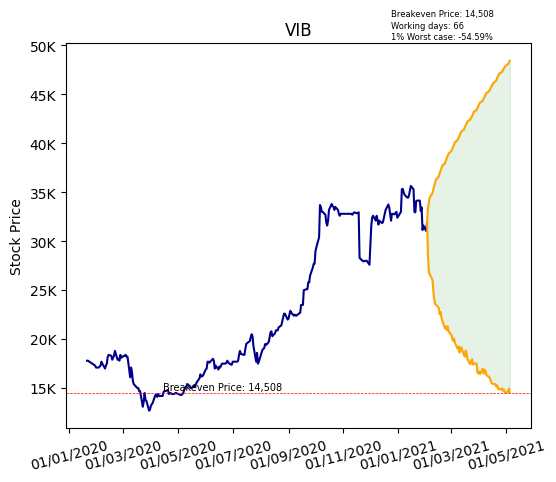 Breakeven Price: 14,508
Working days: 66
1% Worst case: -54.59%
VIB
50K
45K
40K
35K
30K
25K
20K
15K
Stock Price
Breakeven Price: 14,508
01/01/2020 01/03/2020 01/05/2020 01/07/2020 01/09/2020 01/11/2020 01/01/2021 01/03/2021 01/05/2021